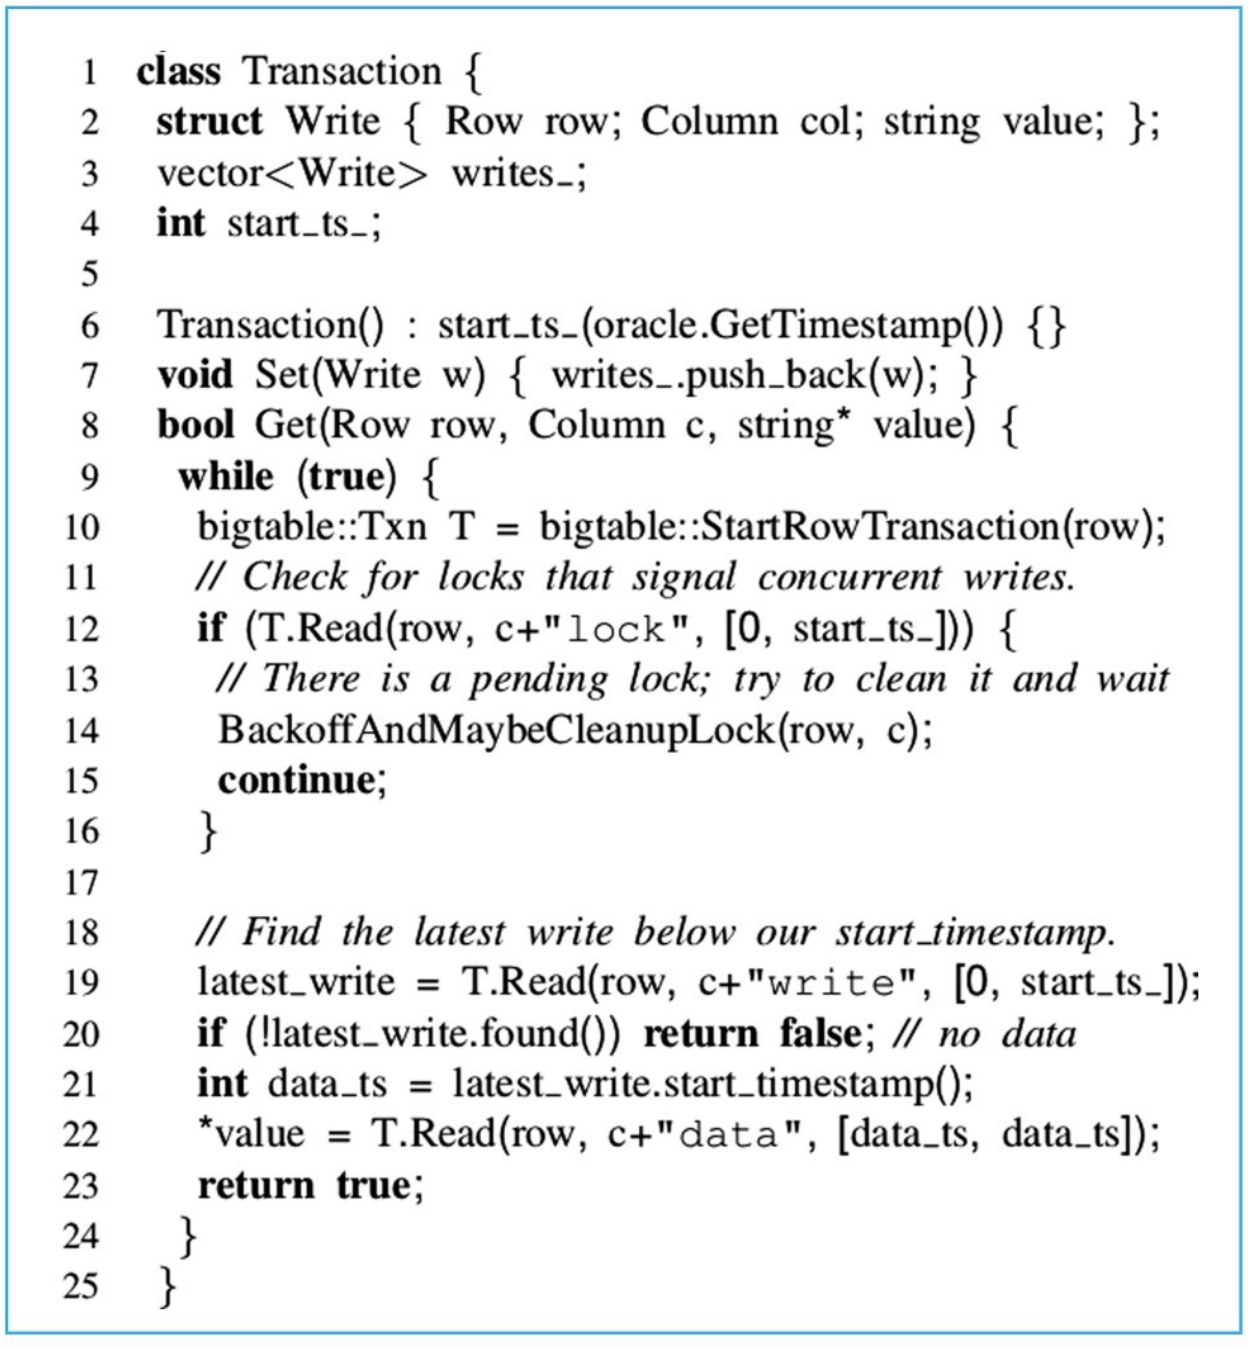 1 class Transaction {
2 struct Write { Row row; Column col; string value; };
3 vector<Write> writes_;
4 int start_ts_;
5
6 Transaction() : start_ts_(oracle.GetTimestamp()) {}
7 void Set(Write w) { writes_.push_back(w); }
8 bool Get(Row row, Column c, string* value) {
9 while (true) {
10 bigtable::Txn T = bigtable::StartRowTransaction(row);
11 // Check for locks that signal concurrent writes.
12 if (T.Read(row, c+"lock", [0, start_ts_])) {
13 // There is a pending lock; try to clean it and wait
14 BackoffAndMaybeCleanupLock(row, c);
15 continue;
16 }
17
18 // Find the latest write below our start_timestamp.
19 latest_write = T.Read(row, c+"write", [0, start_ts_]);
20 if (!latest_write.found()) return false; // no data
21 int data_ts = latest_write.start_timestamp();
22 *value = T.Read(row, c+"data", [data_ts, data_ts]);
23 return true;
24 }
25 }